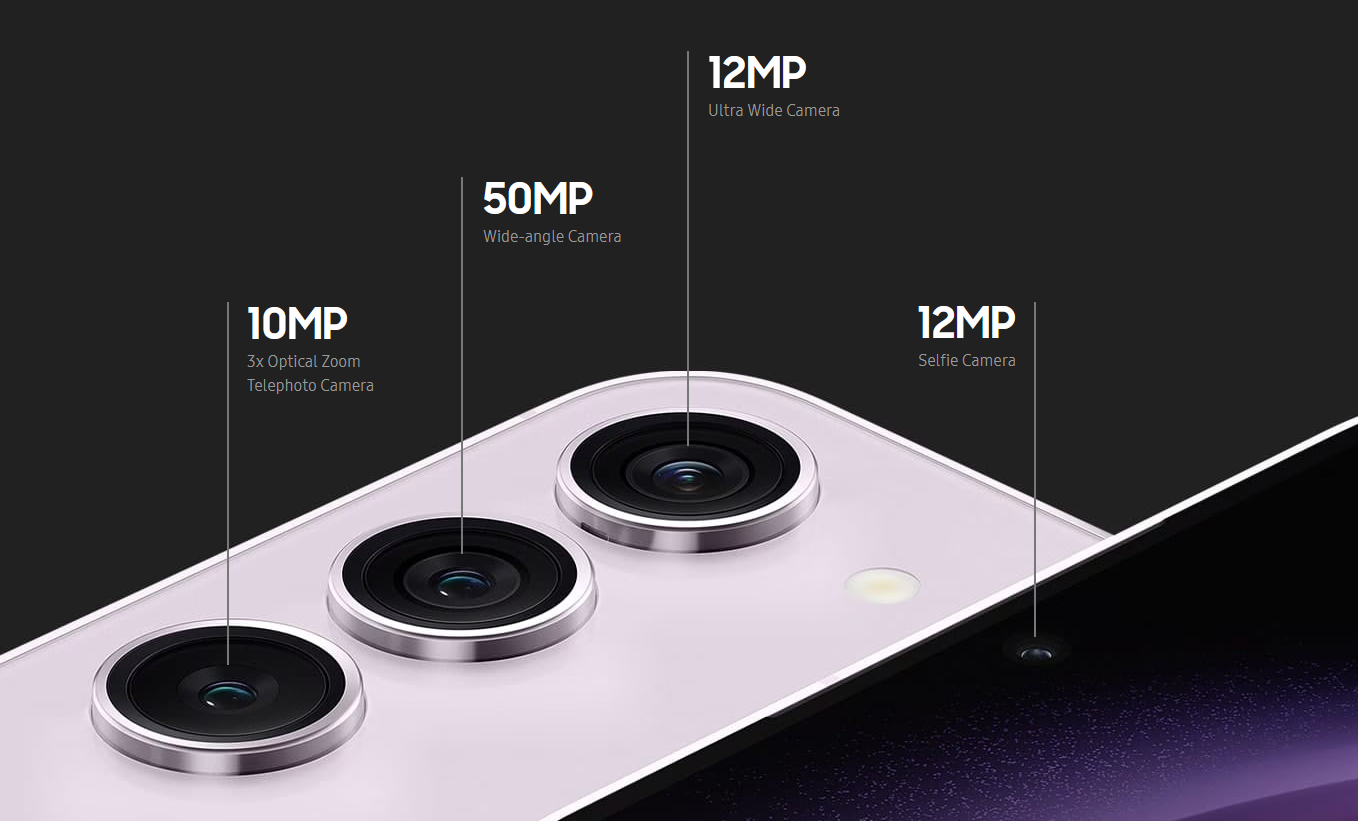 12MP
Ultra Wide Camera
50MP
Wide-angle Camera
10MP
3x Optical Zoom
Telephoto Camera
12MP
Selfie Camera